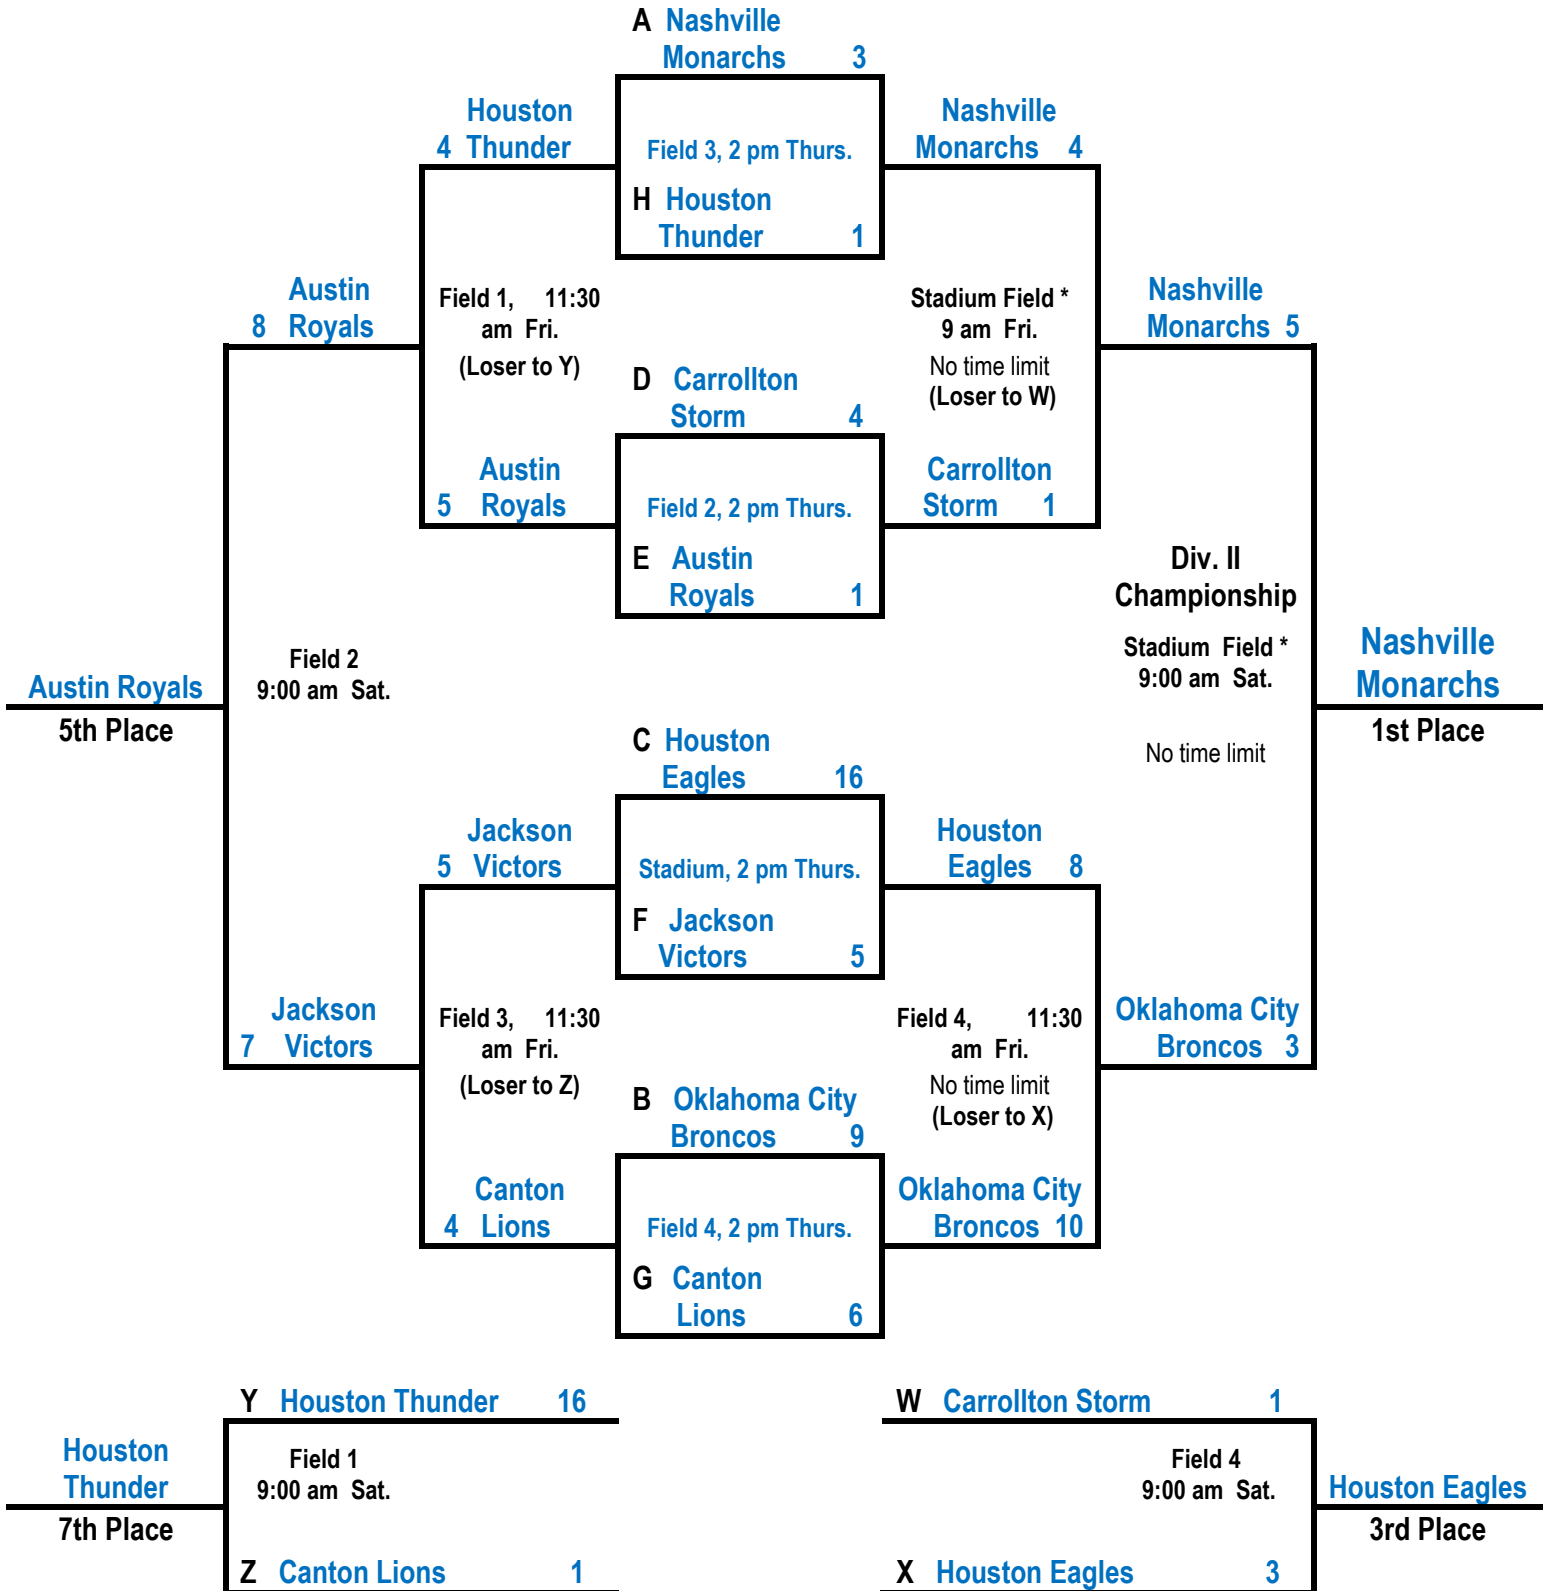 A Nashville
Monarchs 3
Houston
4 Thunder
Field 3, 2 pm Thurs.
Nashville
Monarchs 4
H Houston
Thunder 1
Austin
8 Royals
Field 1, 11:30
am Fri.
(Loser to Y)
Stadium Field *
9 am Fri.
No time limit
(Loser to W)
Nashville
Monarchs 5
D Carrollton
Storm 4
Austin
5 Royals
Field 2, 2 pm Thurs.
Carrollton
Storm 1
E Austin
Royals 1
Div. II
Championship
Stadium Field *
9:00 am Sat.
No time limit
Field 2
9:00 am Sat.
Austin Royals
5th Place
Nashville
Monarchs
1st Place
C Houston
Eagles 16
Jackson
5 Victors
Stadium, 2 pm Thurs.
Houston
Eagles 8
F Jackson
Victors 5
Jackson
7 Victors
Field 3, 11:30
am Fri.
(Loser to Z)
Field 4, 11:30
am Fri.
No time limit
(Loser to X)
Oklahoma City
Broncos 3
B Oklahoma City
Broncos 9
Canton
4 Lions
Field 4, 2 pm Thurs.
Oklahoma City
Broncos 10
G Canton
Lions 6
Y Houston Thunder 16
Field 1
9:00 am Sat.
Houston
Thunder
7th Place
Z Canton Lions 1
W Carrollton Storm 1
Field 4
9:00 am Sat.
Houston Eagles
3rd Place
X Houston Eagles 3